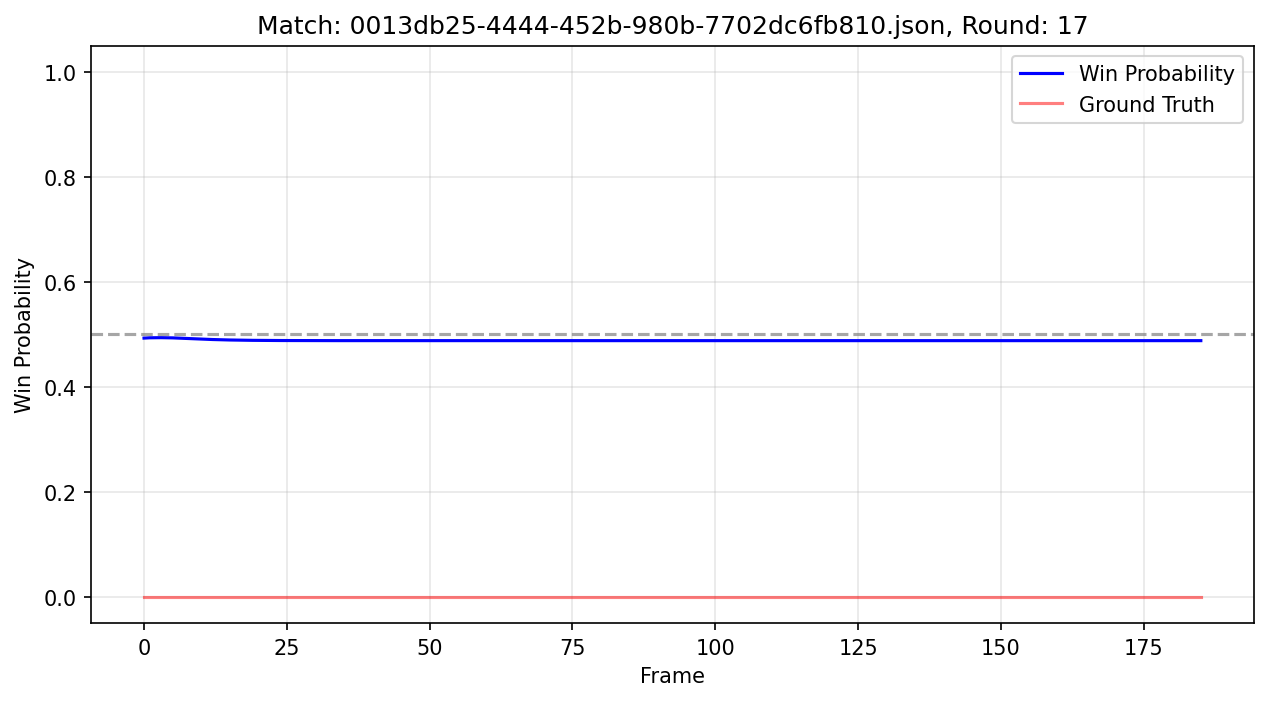 Match: 0013db25-4444-452b-980b-7702dc6fb810.json, Round: 17
Win Probability
Ground Truth
Win Probability
1.0
0.8
0.6
0.4
0.2
0.0
0 25 50 75 100 125 150 175
Frame